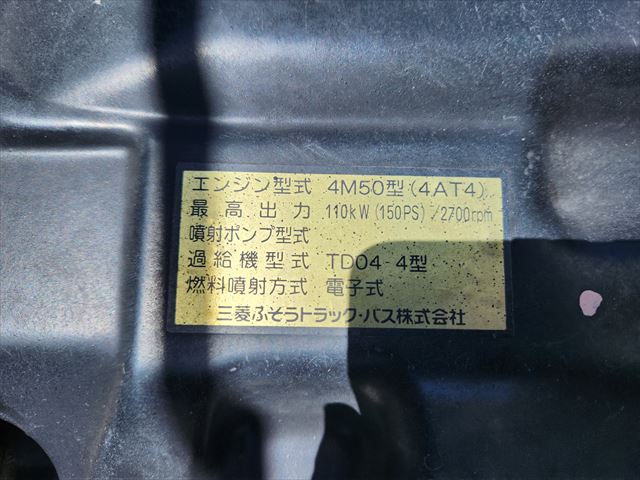 エンジン型式 4M50型(4AT4)
最高出力 110kW(150PS)/2700rpm
噴射ポンプ型式
過給機型式 TD04-4型
燃料噴射方式 電子式
三菱ふそうトラック・バス株式会社